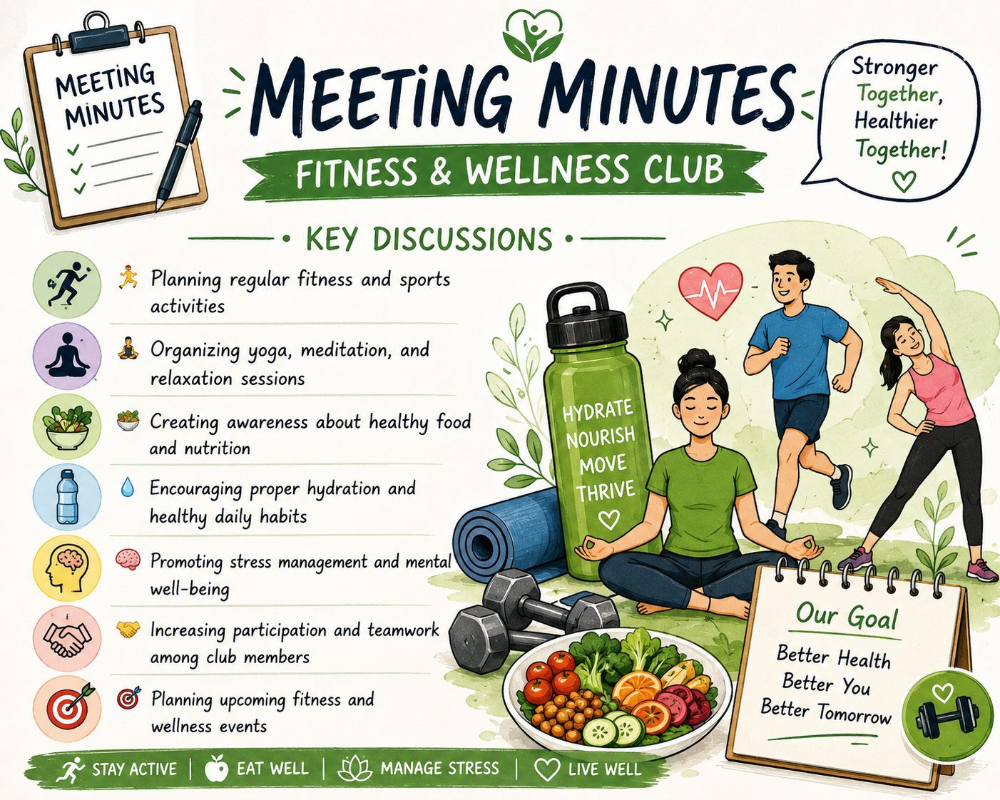 MEETING
MINUTES
MEETING MINUTES
FITNESS & WELLNESS CLUB
Stronger
Together,
Healthier
Together!
KEY DISCUSSIONS
Planning regular fitness and sports
activities
Organizing yoga, meditation, and
relaxation sessions
Creating awareness about healthy food
and nutrition
Encouraging proper hydration and
healthy daily habits
Promoting stress management and mental
well-being
Increasing participation and teamwork
among club members
Planning upcoming fitness and
wellness events
HYDRATE
NOURISH
MOVE
THRIVE
Our Goal
Better Health
Better You
Better Tomorrow
STAY ACTIVE | EAT WELL | MANAGE STRESS | LIVE WELL